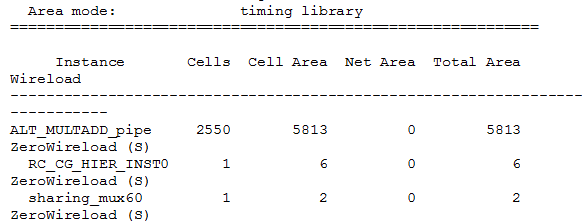 Area mode: timing library
============================================================
Instance Cells Cell Area Net Area Total Area
Wireload
-----------------------------------------------------------------
-----------
ALT_MULTADD_pipe 2550 5813 0 5813
ZeroWireload (S)
RC_CG_HIER_INST0 1 6 0 6
ZeroWireload (S)
sharing_mux60 1 2 0 2
ZeroWireload (S)